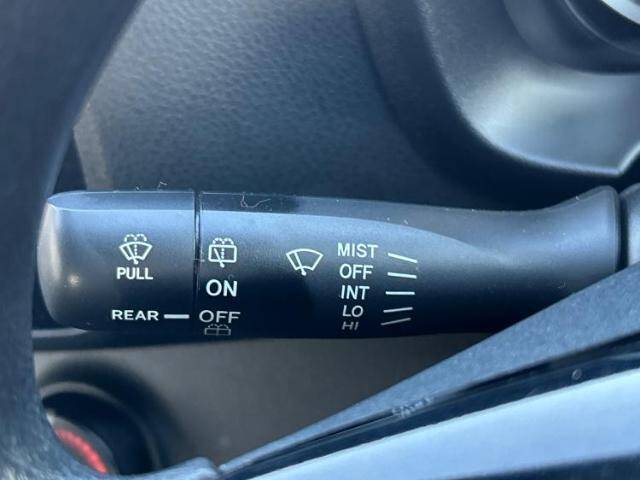 PULL
REAR
ON
OFF
MIST
OFF
INT
LO
HI